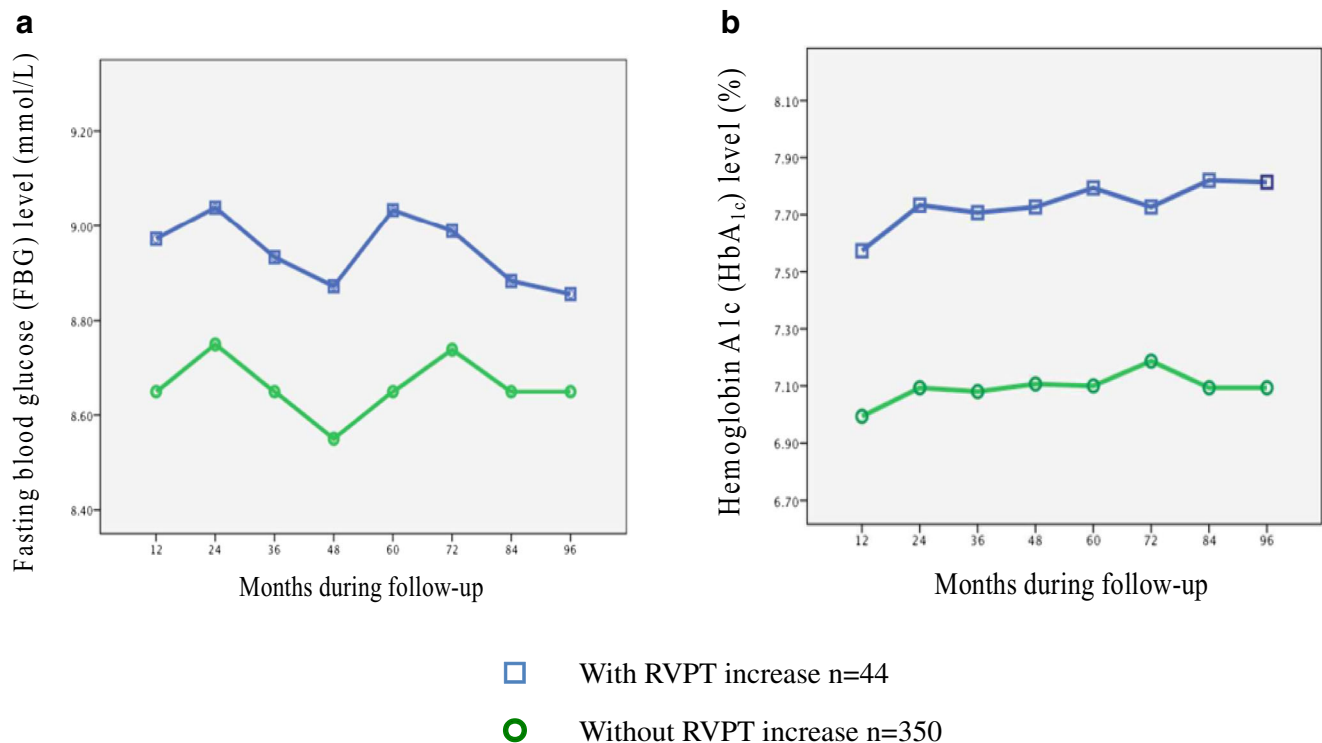 a
Fasting blood glucose (FBG) level (mmol/L)
9.20
9.00
8.80
8.60
8.40
12 24 36 48 60 72 84 96
Months during follow-up
b
Hemoglobin A1c (HbA1c) level (%)
8.10
7.90
7.70
7.50
7.30
7.10
6.90
6.70
12 24 36 48 60 72 84 96
Months during follow-up
With RVPT increase n=44
Without RVPT increase n=350